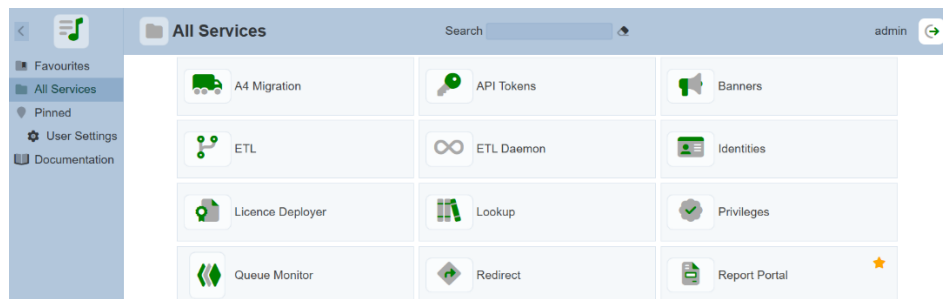 All Services
Search
admin
Favourites
All Services
Pinned
User Settings
Documentation
A4 Migration
API Tokens
Banners
ETL
ETL Daemon
Identities
Licence Deployer
Lookup
Privileges
Queue Monitor
Redirect
Report Portal